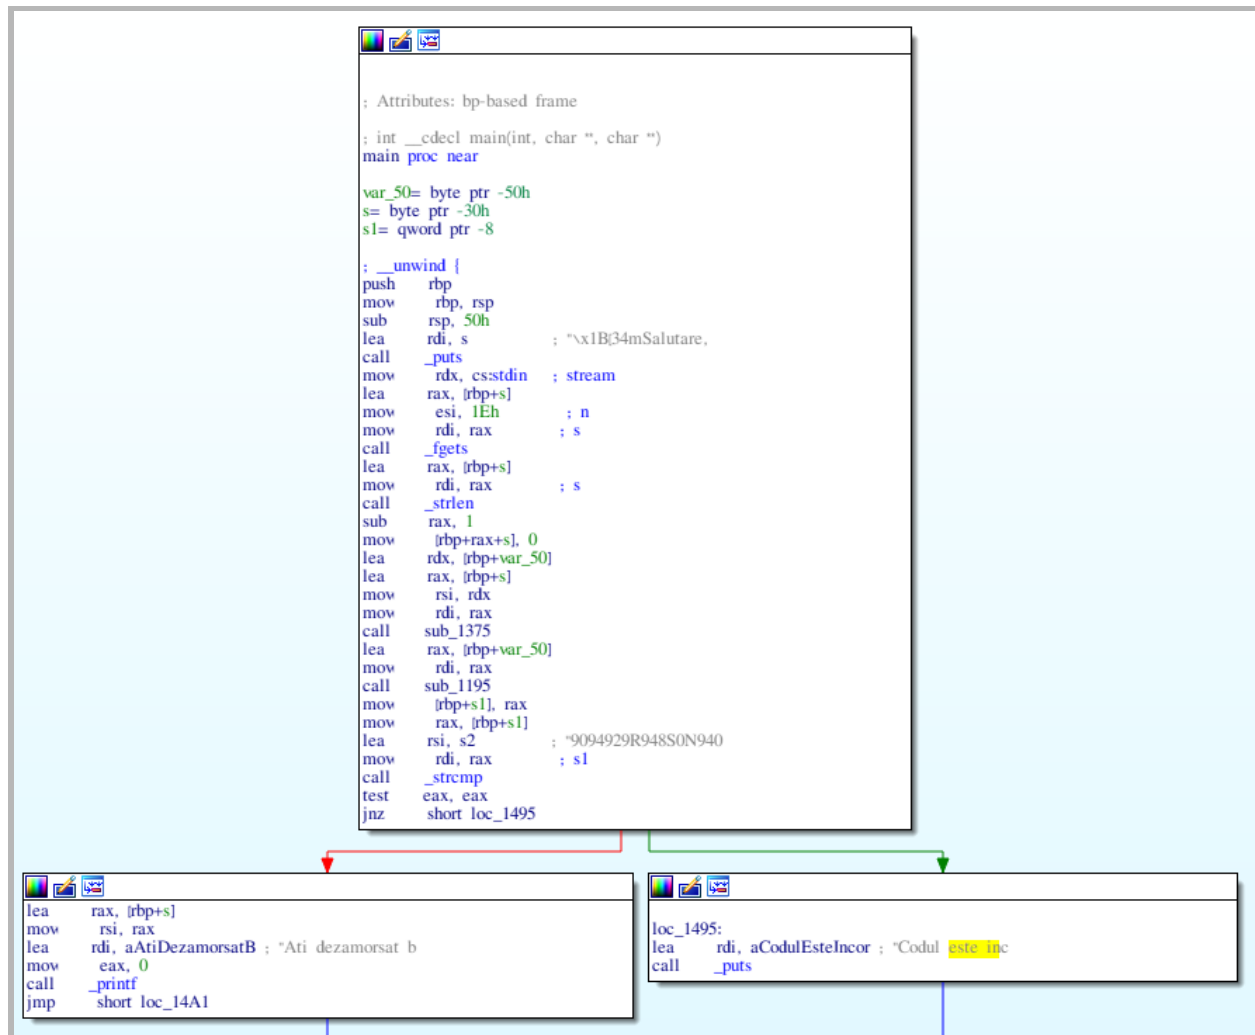 ; Attributes: bp-based frame
; int __cdecl main(int, char **, char **)
main proc near
var_50= byte ptr -50h
s= byte ptr -30h
s1= qword ptr -8
; __unwind {
push rbp
mov rbp, rsp
sub rsp, 50h
lea rdi, s ; "\x1B[34mSalutare,
call _puts
mov rdx, cs:stdin ; stream
lea rax, [rbp+s]
mov esi, 1Eh ; n
mov rdi, rax ; s
call _fgets
lea rax, [rbp+s]
mov rdi, rax ; s
call _strlen
sub rax, 1
mov [rbp+rax+s], 0
lea rdx, [rbp+var_50]
lea rax, [rbp+s]
mov rsi, rdx
mov rdi, rax
call sub_1375
lea rax, [rbp+var_50]
mov rdi, rax
call sub_1195
mov [rbp+s1], rax
mov rax, [rbp+s1]
lea rsi, s2 ; "9094929R948S0N940
mov rdi, rax ; s1
call _strcmp
test eax, eax
jnz short loc_1495
lea rax, [rbp+s]
mov rsi, rax
lea rdi, aAtiDezamorsatB ; "Ati dezamorsat b
mov eax, 0
call _printf
jmp short loc_14A1
loc_1495:
lea rdi, aCodulEsteIncor ; "Codul este inc
call _puts